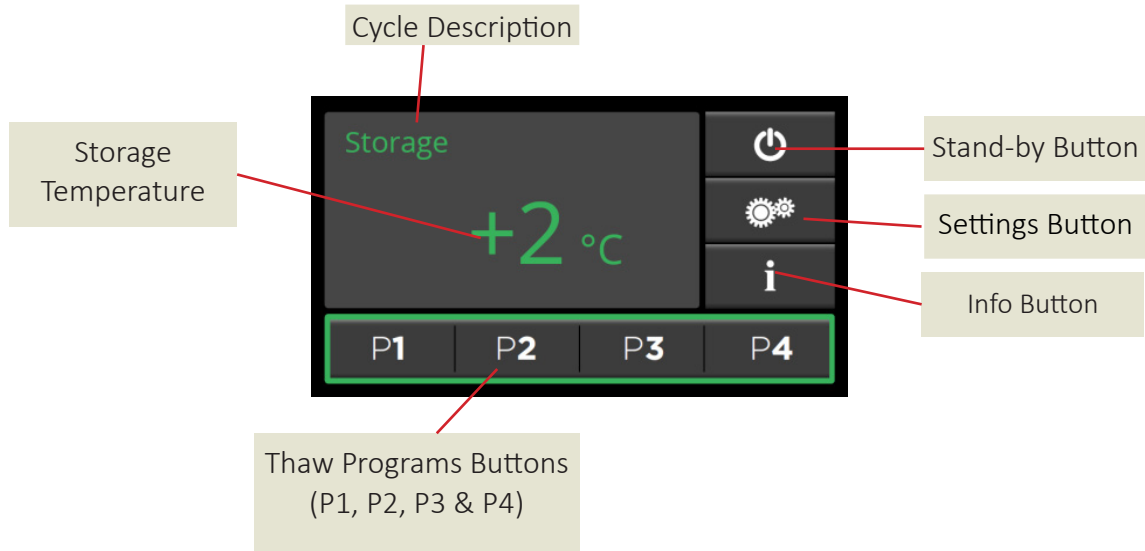 Cycle Description
Storage
Temperature
Storage
+2 °C
Stand-by Button
Settings Button
i
Info Button
P1 P2 P3 P4
Thaw Programs Buttons
(P1, P2, P3 & P4)